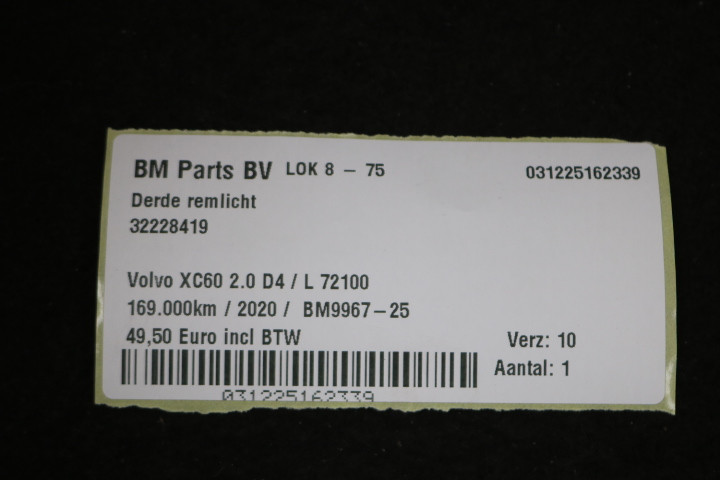 BM Parts BV LOK 8 - 75 031225162339
Derde remlicht
32228419
Volvo XC60 2.0 D4 / L 72100
169.000km / 2020 / BM9967-25
49,50 Euro incl BTW Verz: 10
Aantal: 1
031225162339